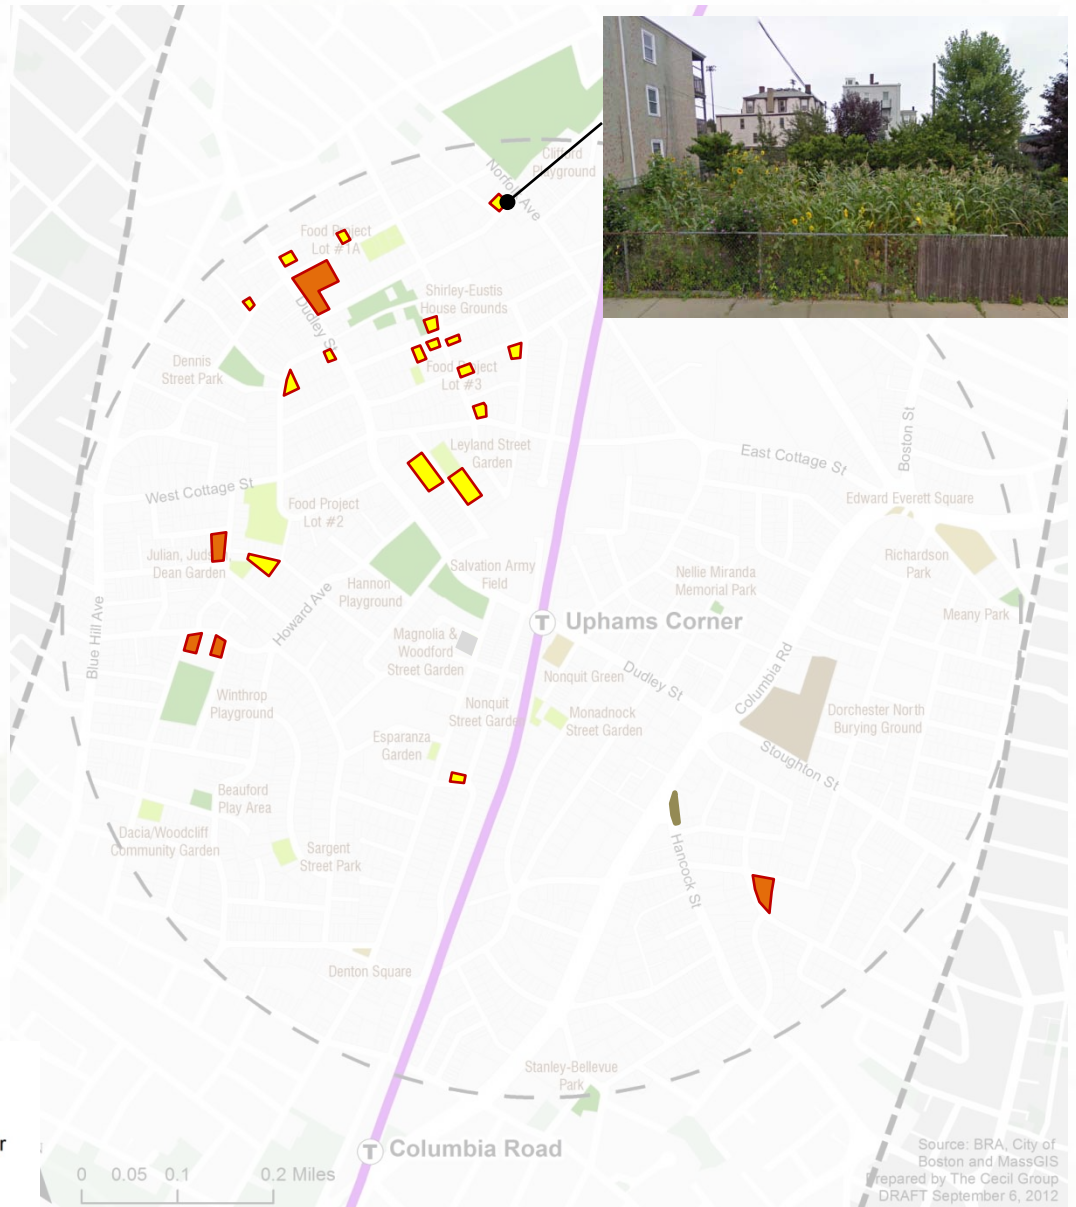 Clifford
Playground
Norfolk Ave
Food Project
Lot #1A
Dudley St
Shirley-Eustis
House Grounds
Dennis
Street Park
Food Project
Lot #3
Boston St
Leyland Street
Garden
East Cottage St
West Cottage St
Edward Everett Square
Food Project
Lot #2
Richardson
Park
Dean Garden
Salvation Army
Field
Hannon
Playground
Nellie Miranda
Memorial Park
Meany Park
Howard Ave
Blue Hill Ave
T Uphams Corner
Magnolia &
Woodford
Street Garden
Nonquit Green
Dudley St
Columbia Rd
Winthrop
Playground
Nonquit
Street Garden
Monadnock
Street Garden
Dorchester North
Burying Ground
Esperanza
Garden
Stoughton St
Beauford
Play Area
Dacia/Woodcliff
Community Garden
Sargent
Street Park
Hancock St
Denton Square
Stanley-Bellevue
Park
T Columbia Road
r
0 0.05 0.1 0.2 Miles
Source: BRA, City of
Boston and MassGIS
Prepared by The Cecil Group
DRAFT September 6, 2012